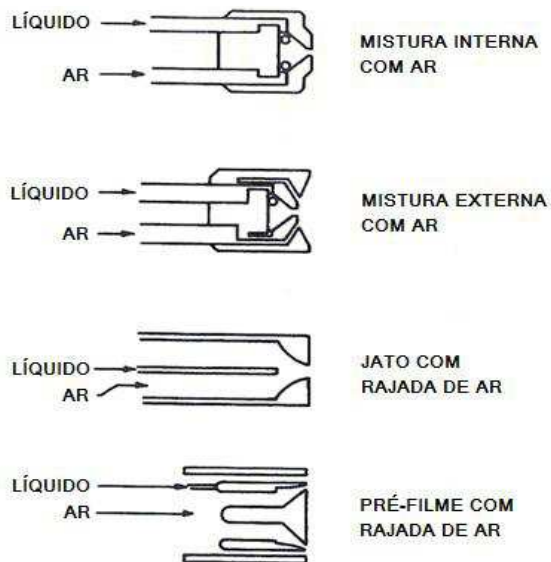 LÍQUIDO
AR
MISTURA INTERNA
COM AR
LÍQUIDO
AR
MISTURA EXTERNA
COM AR
LÍQUIDO
AR
JATO COM
RAJADA DE AR
LÍQUIDO
AR
PRÉ-FILME COM
RAJADA DE AR